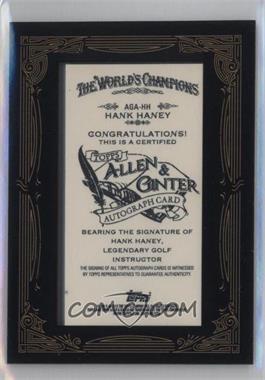 THE WORLD'S CHAMPIONS
AGA-HH
HANK HANEY
CONGRATULATIONS!
THIS IS A CERTIFIED
TOPPS
ALLEN & GINTER
AUTOGRAPH CARD
BEARING THE SIGNATURE OF
HANK HANEY,
LEGENDARY GOLF
INSTRUCTOR
THE SIGNING OF ALL TOPPS AUTOGRAPH CARDS IS WITNESSED
BY TOPPS REPRESENTATIVES TO GUARANTEE AUTHENTICITY.
TOPPS